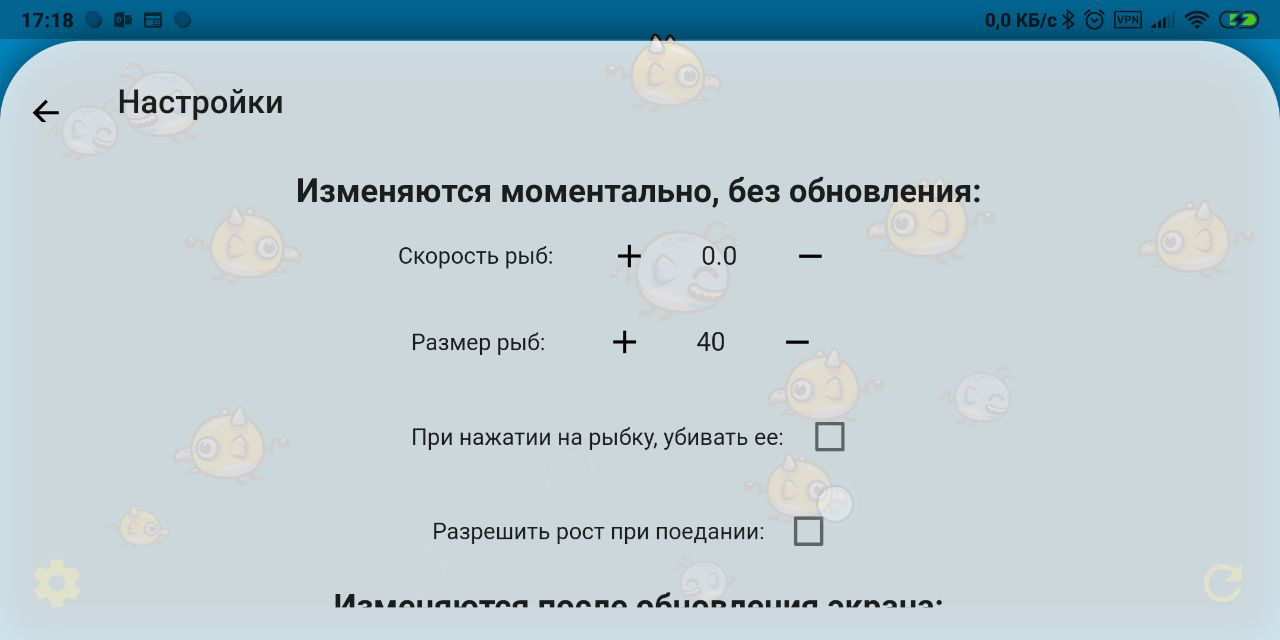 17:18 0,0 КБ/с VPN
Настройки
Изменяются моментально, без обновления:
Скорость рыб: + 0.0 −
Размер рыб: + 40 −
При нажатии на рыбку, убивать ее:
Разрешить рост при поедании:
Изменяются после обновления экрана: